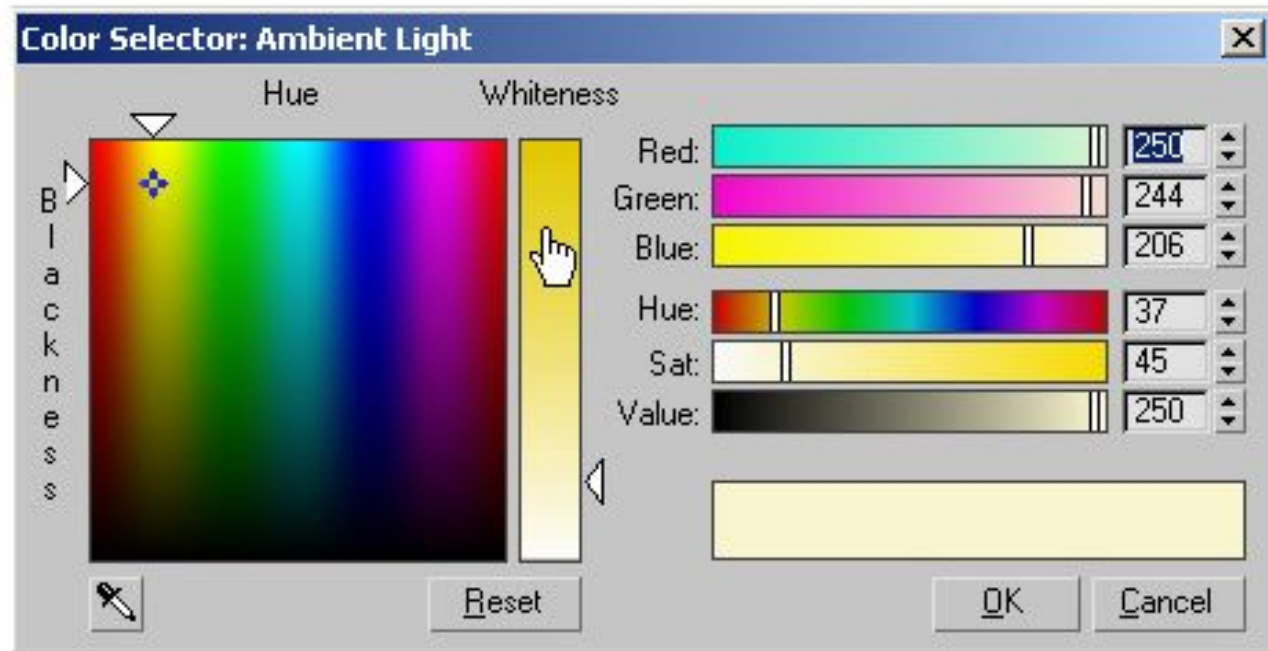 Color Selector: Ambient Light
Hue
Whiteness
Blackness
Red: 250
Green: 244
Blue: 206
Hue: 37
Sat: 45
Value: 250
Reset
OK
Cancel